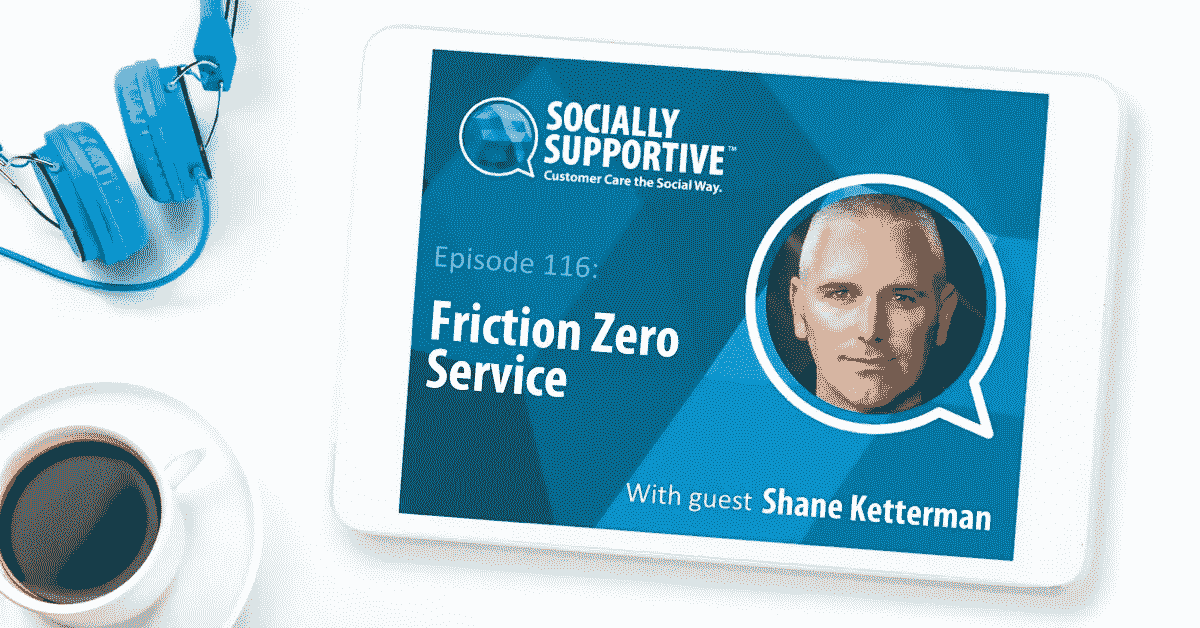 SOCIALLY
SUPPORTIVE™
Customer Care the Social Way.
Episode 116:
Friction Zero
Service
With guest Shane Ketterman